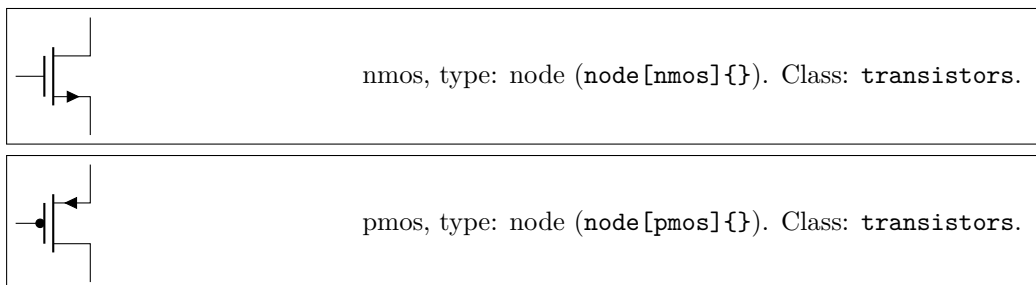 nmos, type: node (node[nmos]{}). Class: transistors.
pmos, type: node (node[pmos]{}). Class: transistors.